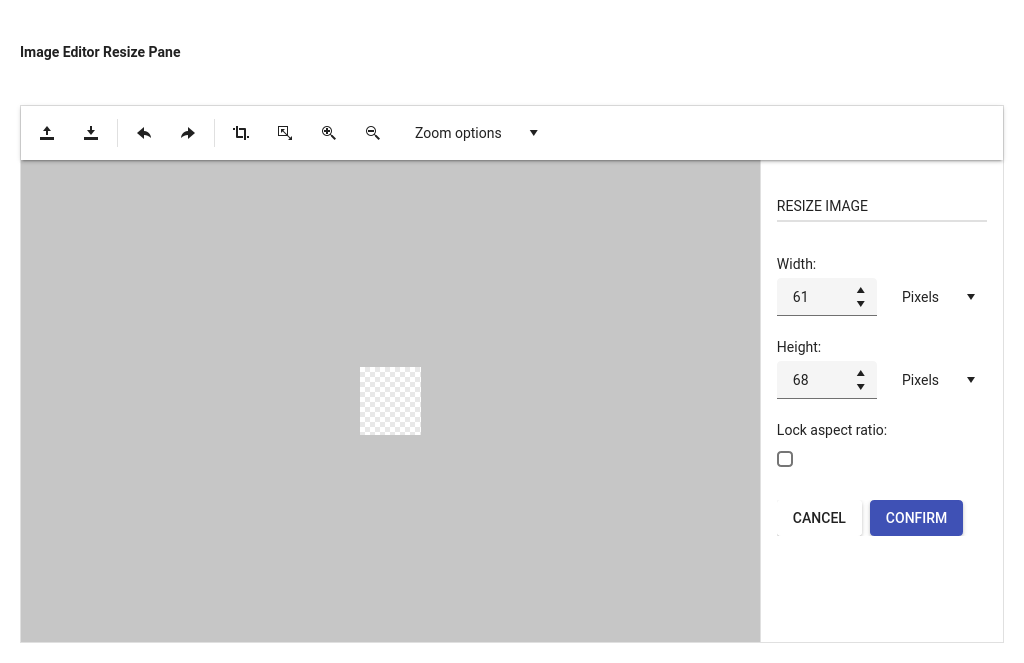 Image Editor Resize Pane
Zoom options
RESIZE IMAGE
Width:
61 Pixels
Height:
68 Pixels
Lock aspect ratio:
CANCEL CONFIRM